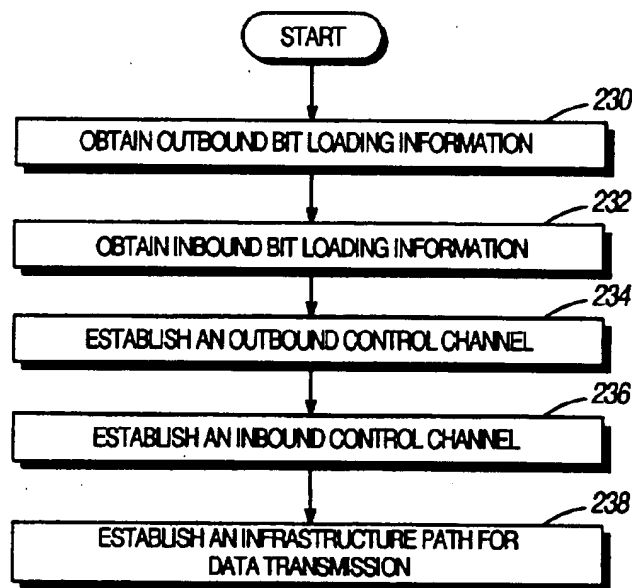 START
230
OBTAIN OUTBOUND BIT LOADING INFORMATION
232
OBTAIN INBOUND BIT LOADING INFORMATION
234
ESTABLISH AN OUTBOUND CONTROL CHANNEL
236
ESTABLISH AN INBOUND CONTROL CHANNEL
238
ESTABLISH AN INFRASTRUCTURE PATH FOR
DATA TRANSMISSION